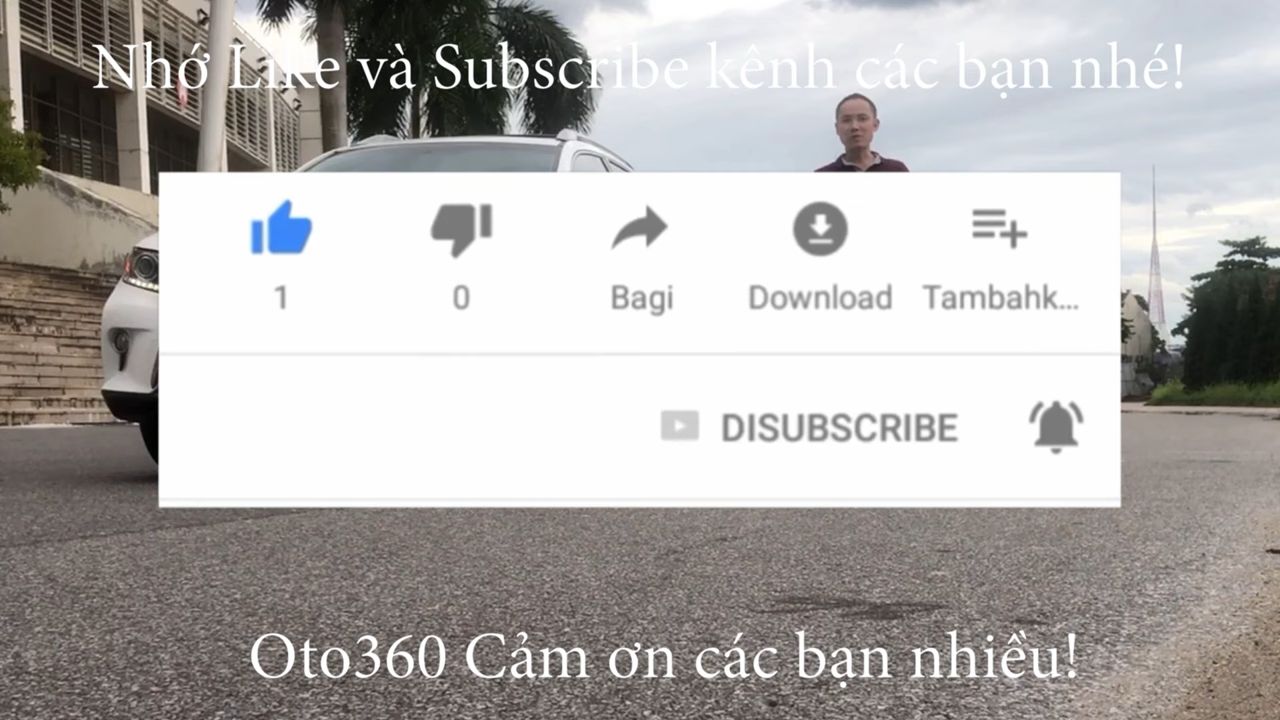 Nhớ Like và Subscribe kênh các bạn nhé!
1 0 Bagi Download Tambahk...
DISUBSCRIBE
Oto360 Cảm ơn các bạn nhiều!